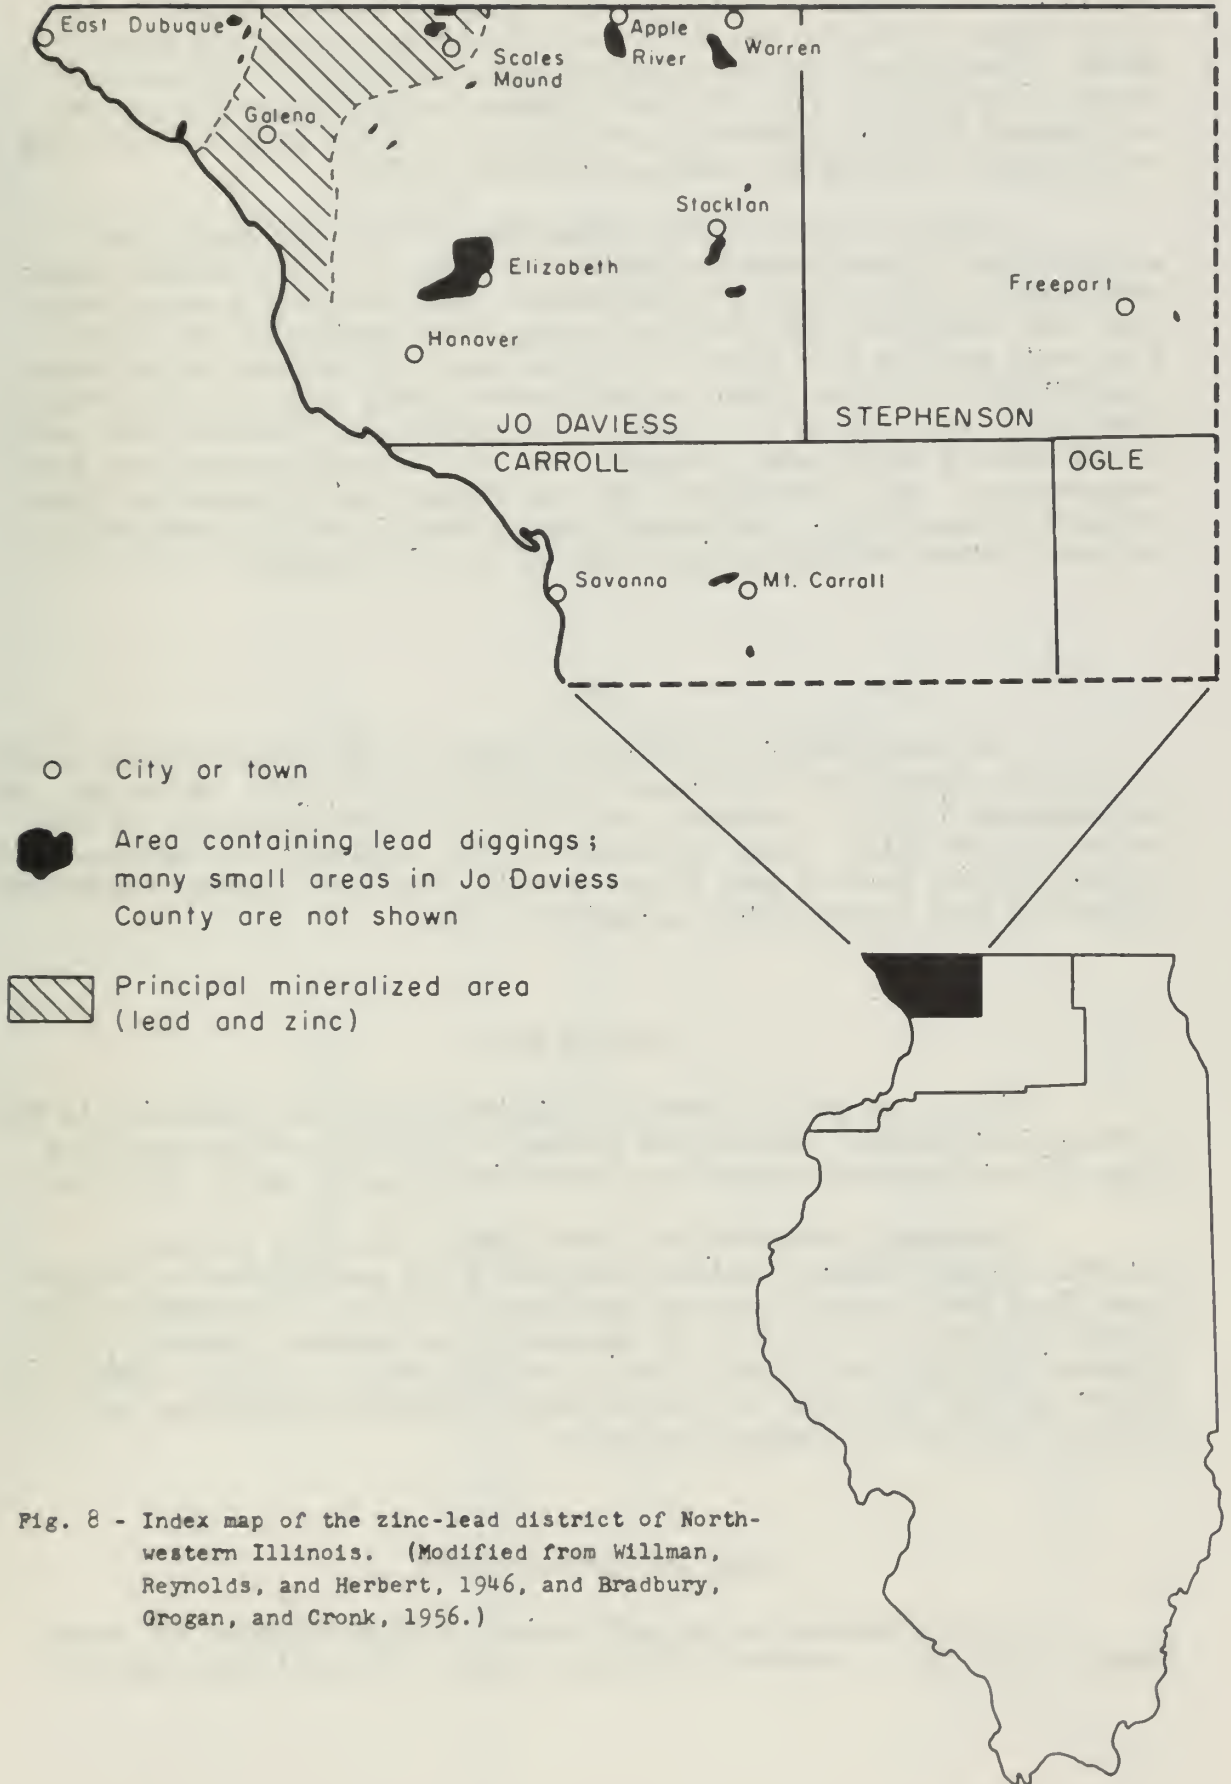 East Dubuque
Apple
River
Warren
Scales
Mound
Galena
Stockton
Elizabeth
Freeport
Hanover
JO DAVIESS
STEPHENSON
CARROLL
OGLE
Savanna
Mt. Carroll
City or town
Area containing lead diggings;
many small areas in Jo Daviess
County are not shown
Principal mineralized area
(lead and zinc)
Fig. 8 - Index map of the zinc-lead district of North-
western Illinois. (Modified from Willman,
Reynolds, and Herbert, 1946, and Bradbury,
Grogan, and Cronk, 1956.)